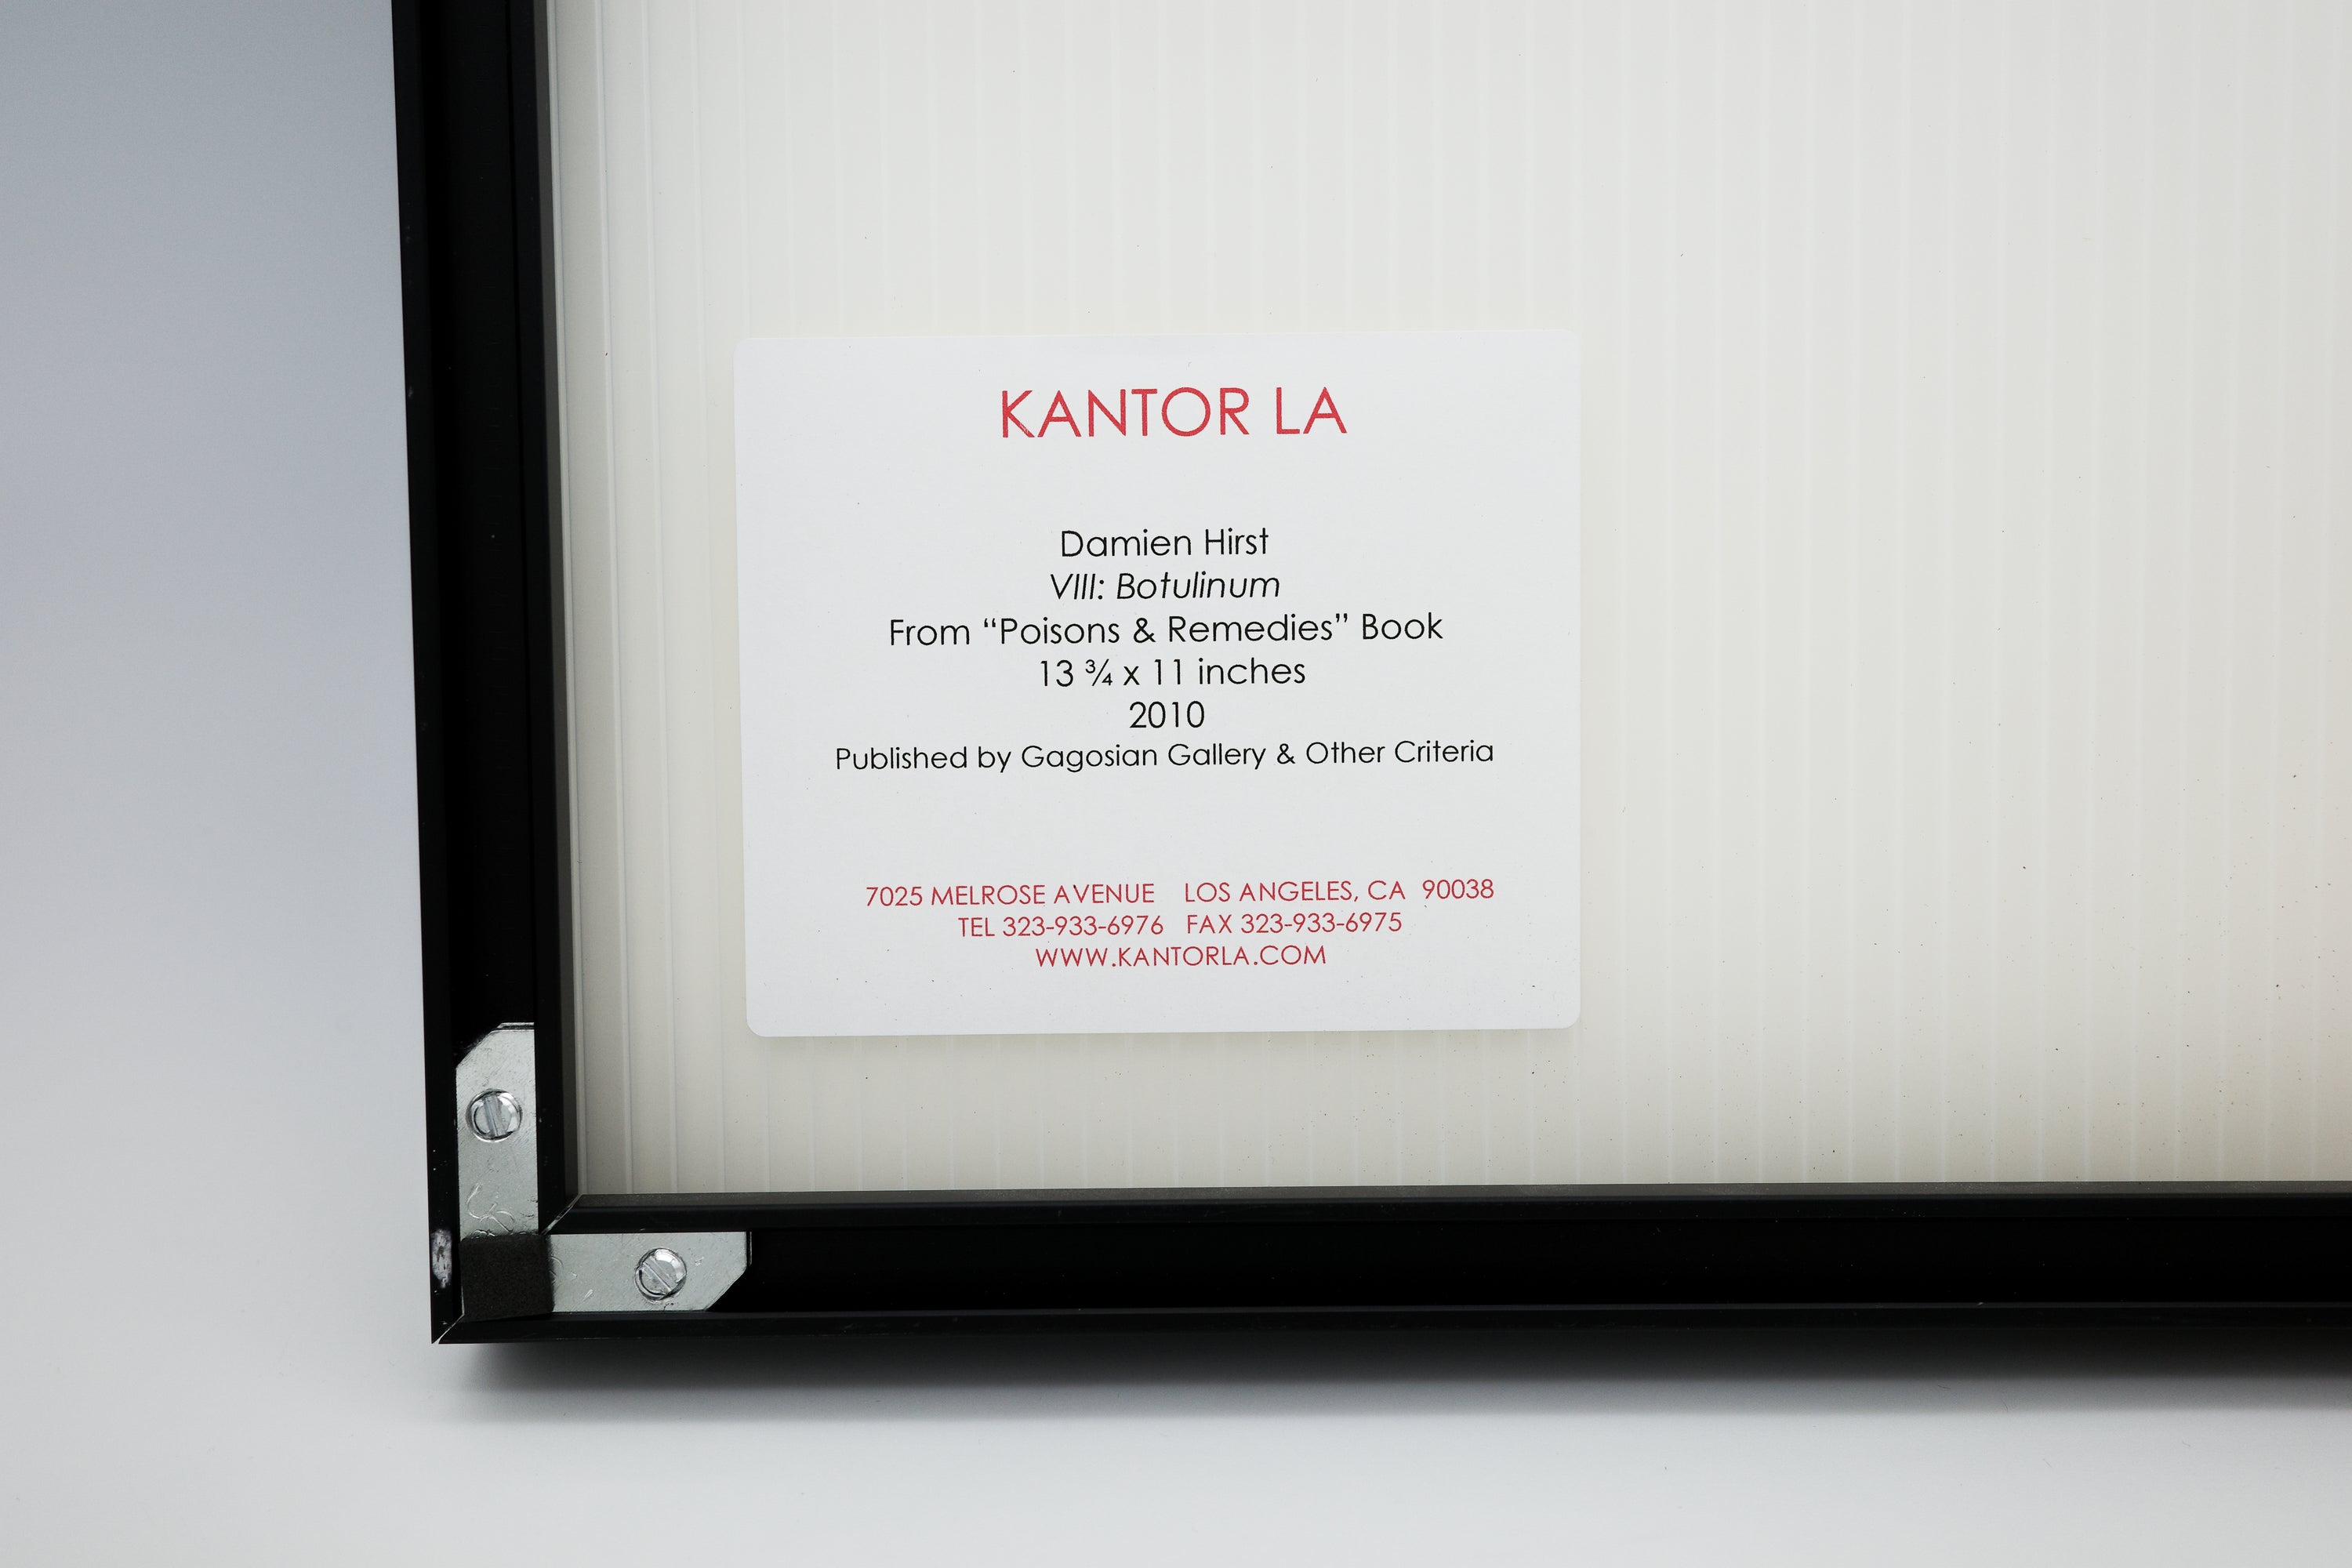 KANTOR LA
Damien Hirst
VIII: Botulinum
From “Poisons & Remedies” Book
13 ¾ x 11 inches
2010
Published by Gagosian Gallery & Other Criteria
7025 MELROSE AVENUE LOS ANGELES, CA 90038
TEL 323-933-6976 FAX 323-933-6975
WWW.KANTORLA.COM